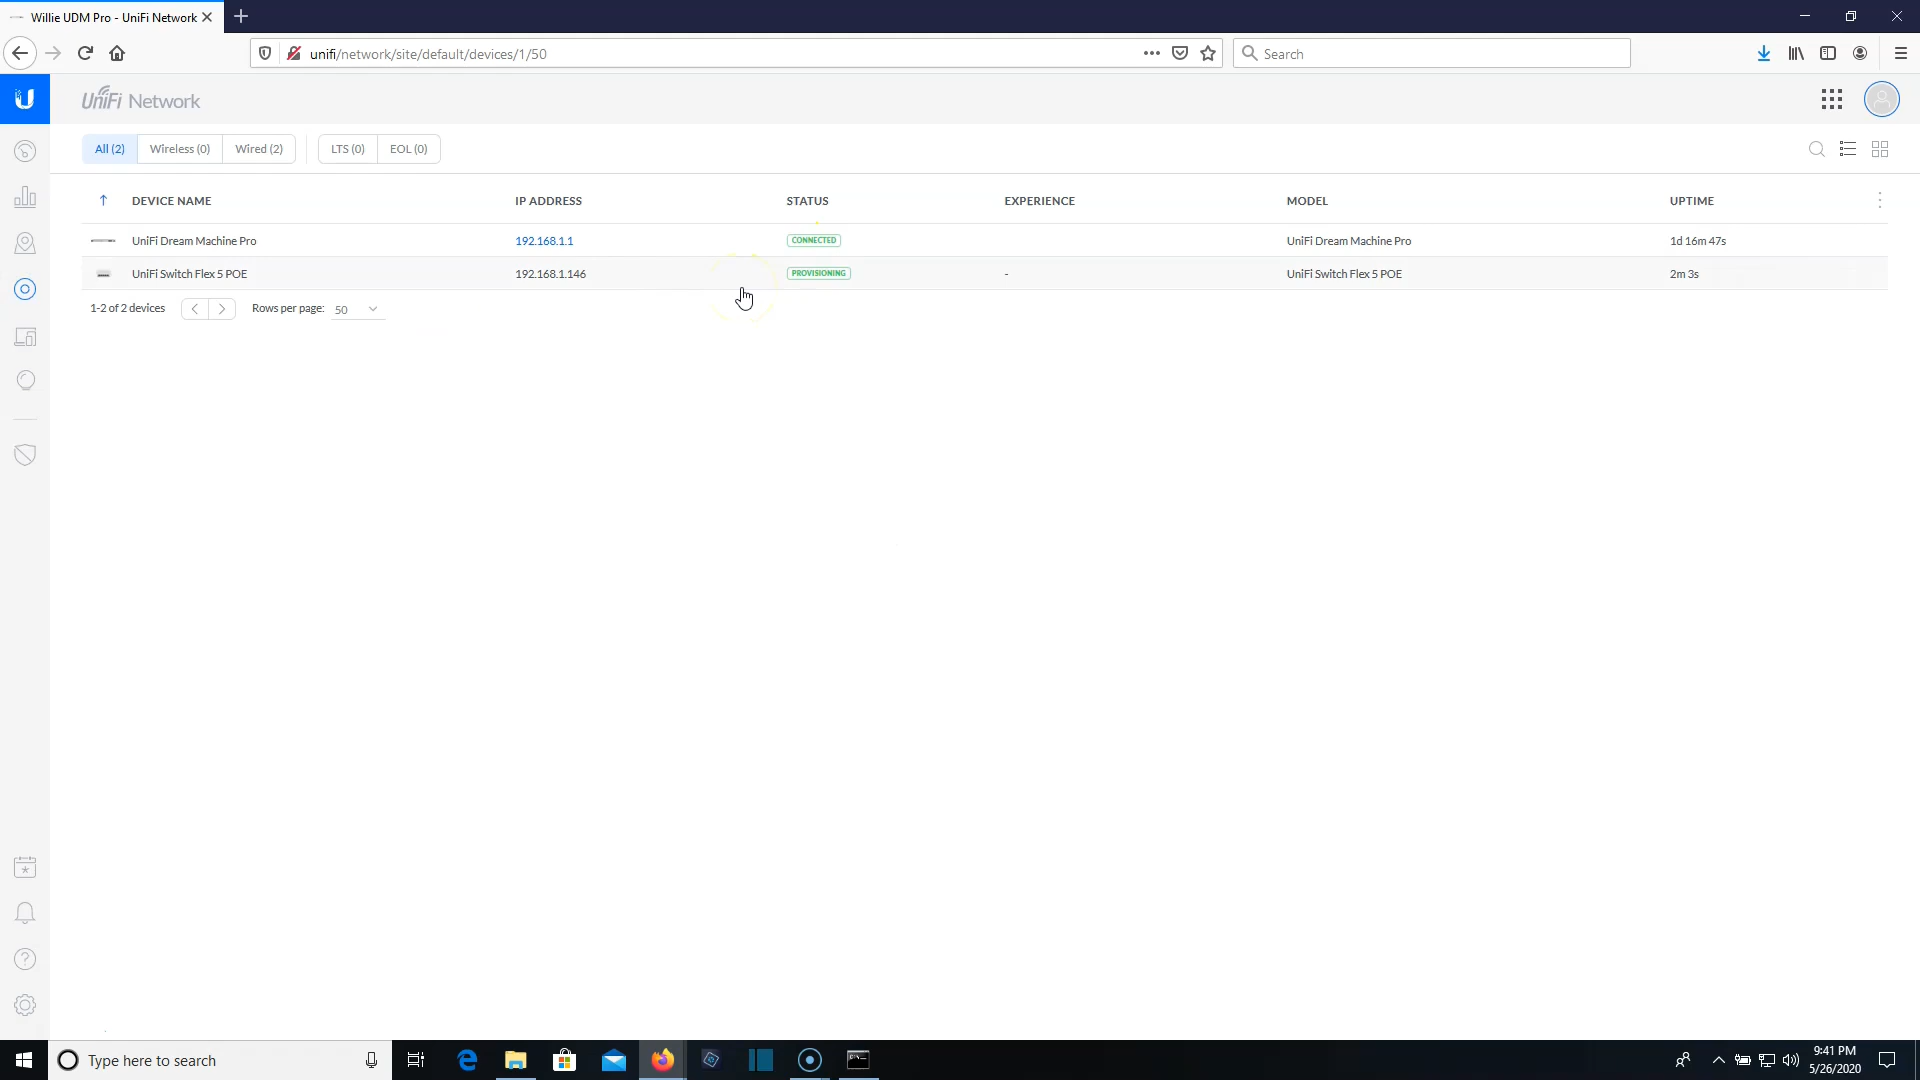 Willie UDM Pro - UniFi Network
unifi/network/site/default/devices/1/50
Search
UniFi Network
All (2) Wireless (0) Wired (2) LTS (0) EOL (0)
DEVICE NAME IP ADDRESS STATUS EXPERIENCE MODEL UPTIME
UniFi Dream Machine Pro 192.168.1.1 CONNECTED UniFi Dream Machine Pro 1d 16m 47s
UniFi Switch Flex 5 POE 192.168.1.146 PROVISIONING - UniFi Switch Flex 5 POE 2m 3s
1-2 of 2 devices Rows per page: 50
Type here to search
9:41 PM
5/26/2020